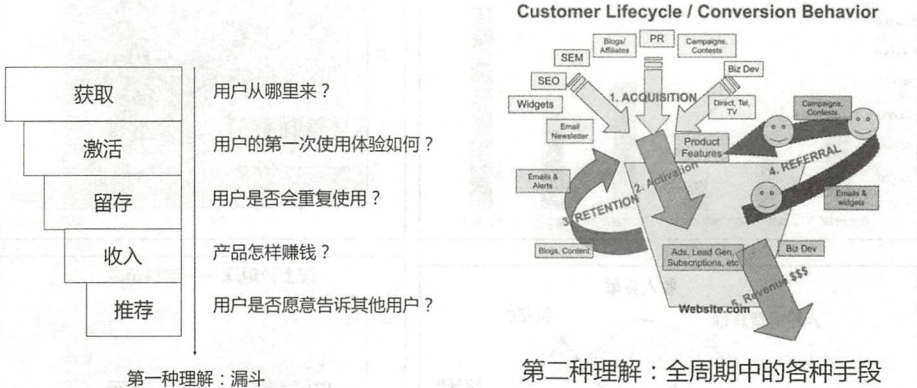 获取
用户从哪里来？
激活
用户的第一次使用体验如何？
留存
用户是否会重复使用？
收入
产品怎样赚钱？
推荐
用户是否愿意告诉其他用户？
第一种理解：漏斗
Customer Lifecycle / Conversion Behavior
PR
Blogs/
Affiliates
Campaigns,
Contests
SEM
Biz Dev
SEO
1. ACQUISITION
Widgets
Direct, Tel,
TV
Campaigns,
Contests
Email
Newsletter
Product
Features
4. REFERRAL
2. Activation
Emails &
Alerts
Emails &
widgets
3. RETENTION
Blogs, Content
Ads, Lead Gen,
Subscriptions, etc
Biz Dev
5. Revenue $$$
Website.com
第二种理解：全周期中的各种手段